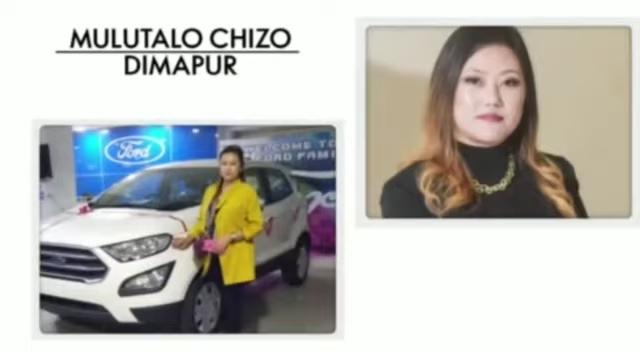 MULUTALO CHIZO
DIMAPUR
Ford
WELCOME TO
FORD FAMI